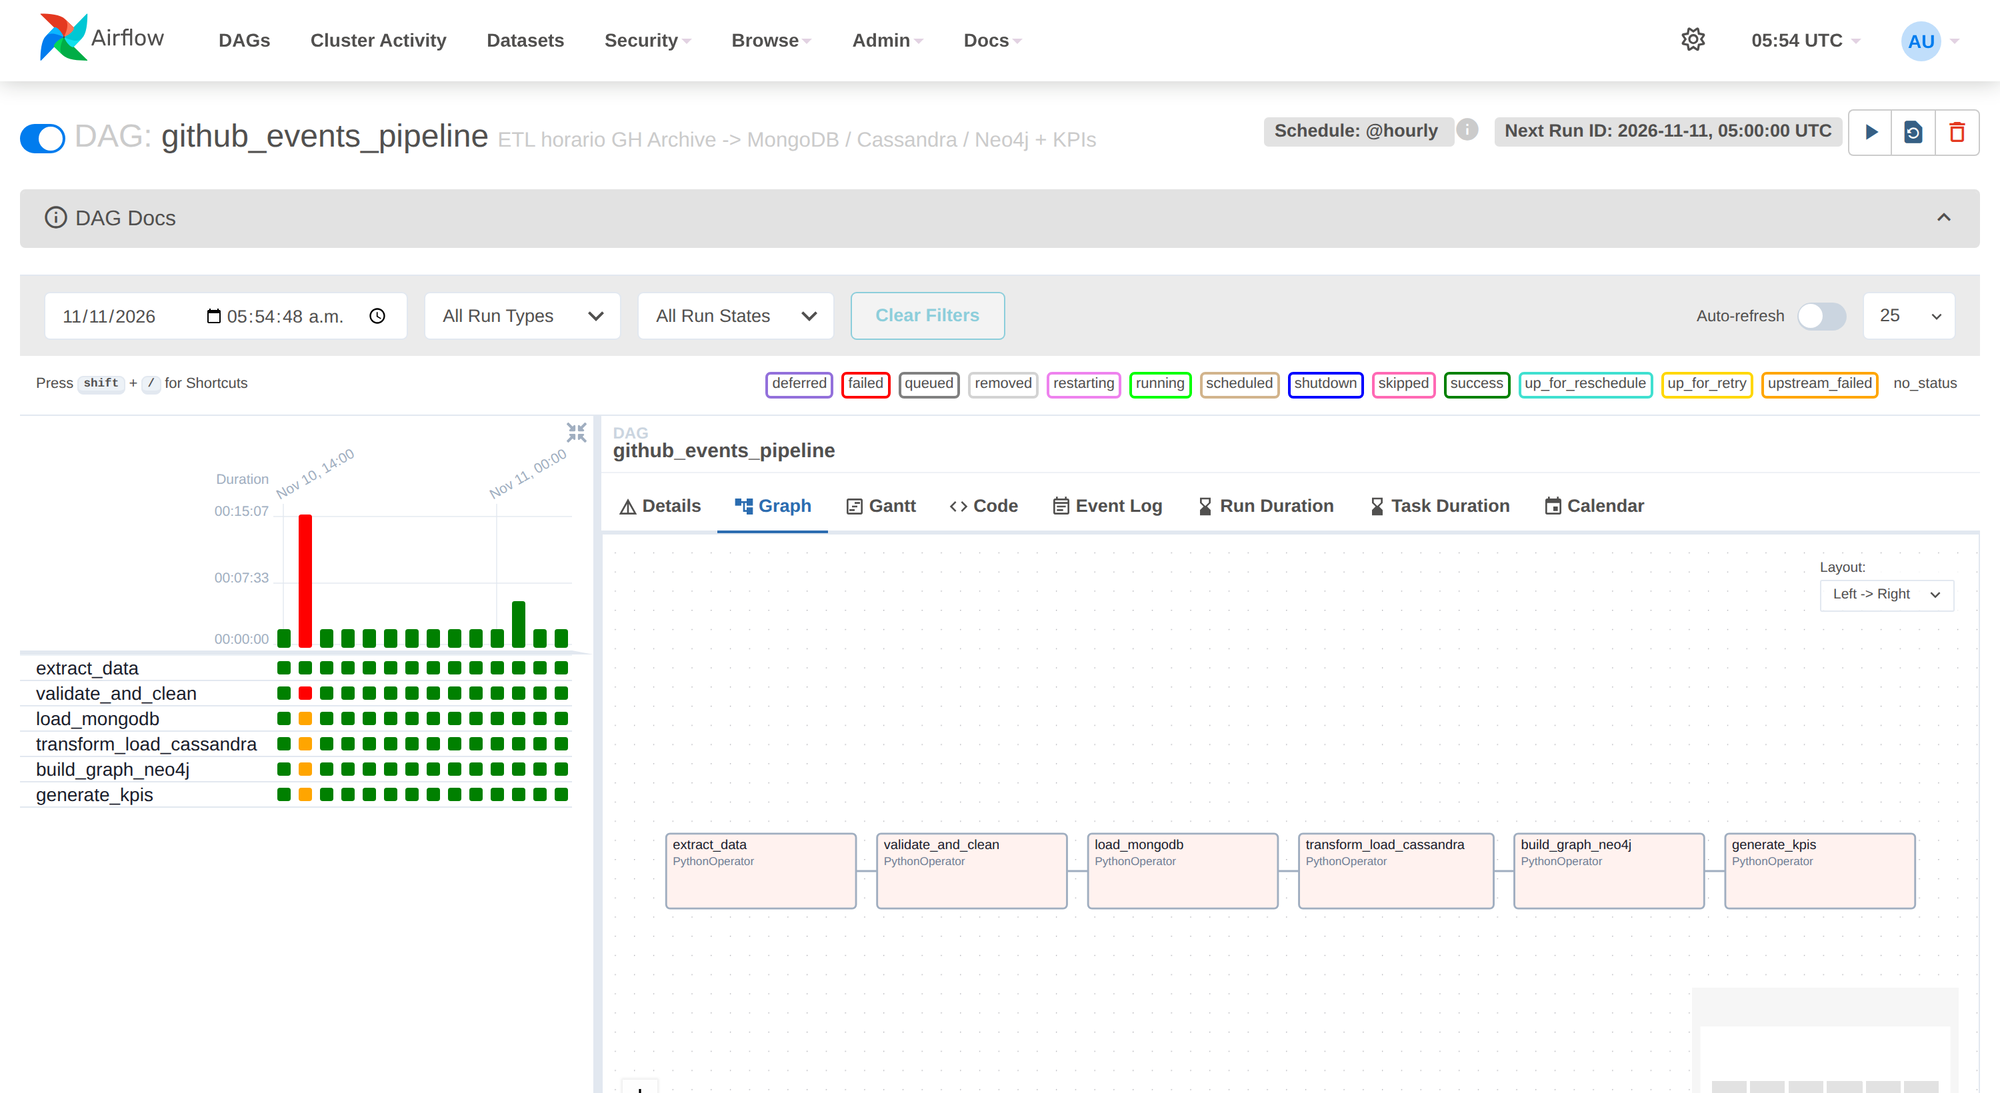 Airflow DAGs Cluster Activity Datasets Security Browse Admin Docs 05:54 UTC AU
DAG: github_events_pipeline ETL horario GH Archive -> MongoDB / Cassandra / Neo4j + KPIs Schedule: @hourly i Next Run ID: 2026-11-11, 05:00:00 UTC
DAG Docs
11/11/2026 05:54:48 a.m. All Run Types All Run States Clear Filters Auto-refresh 25
Press shift + / for Shortcuts deferred failed queued removed restarting running scheduled shutdown skipped success up_for_reschedule up_for_retry upstream_failed no_status
Nov 10, 14:00
Nov 11, 00:00
Duration
00:15:07
00:07:33
00:00:00
extract_data
validate_and_clean
load_mongodb
transform_load_cassandra
build_graph_neo4j
generate_kpis
DAG
github_events_pipeline
Details Graph Gantt Code Event Log Run Duration Task Duration Calendar
Layout:
Left -> Right
extract_data
PythonOperator
validate_and_clean
PythonOperator
load_mongodb
PythonOperator
transform_load_cassandra
PythonOperator
build_graph_neo4j
PythonOperator
generate_kpis
PythonOperator